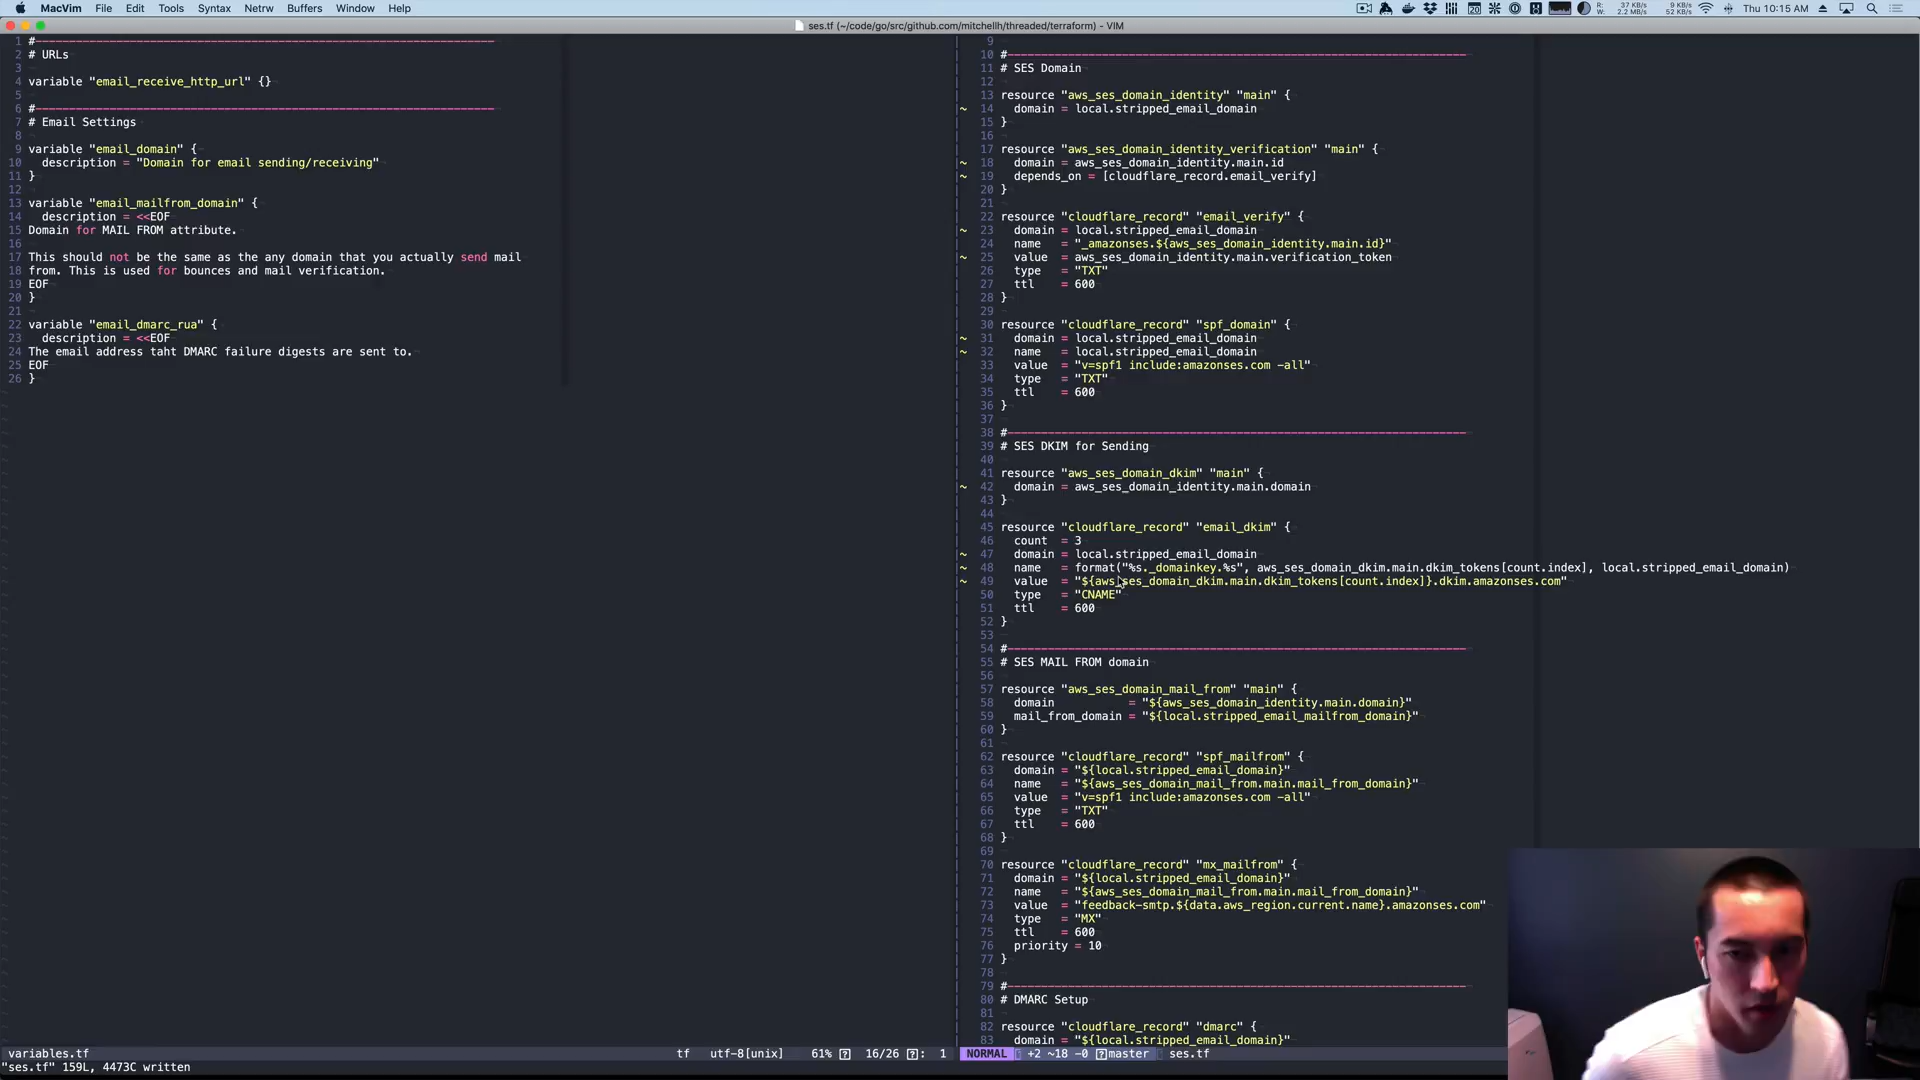 MacVim File Edit Tools Syntax Netrw Buffers Window Help
R: 37 KB/s 9 KB/s
W: 2.2 MB/s 52 KB/s
20
Thu 10:15 AM
ses.tf (~/code/go/src/github.com/mitchellh/threaded/terraform) - VIM
1 #
2 # URLs
3
4 variable "email_receive_http_url" {}
5
6 #
7 # Email Settings
8
9 variable "email_domain" {
10 description = "Domain for email sending/receiving"
11 }
12
13 variable "email_mailfrom_domain" {
14 description = <<EOF
15 Domain for MAIL FROM attribute.
16
17 This should not be the same as the any domain that you actually send mail
18 from. This is used for bounces and mail verification.
19 EOF
20 }
21
22 variable "email_dmarc_rua" {
23 description = <<EOF
24 The email address taht DMARC failure digests are sent to.
25 EOF
26 }
variables.tf tf utf-8[unix] 61% 16/26 : 1
9
10 #
11 # SES Domain
12
13 resource "aws_ses_domain_identity" "main" {
~ 14 domain = local.stripped_email_domain
15 }
16
17 resource "aws_ses_domain_identity_verification" "main" {
~ 18 domain = aws_ses_domain_identity.main.id
~ 19 depends_on = [cloudflare_record.email_verify]
20 }
21
22 resource "cloudflare_record" "email_verify" {
~ 23 domain = local.stripped_email_domain
24 name = "_amazonses.${aws_ses_domain_identity.main.id}"
~ 25 value = aws_ses_domain_identity.main.verification_token
26 type = "TXT"
27 ttl = 600
28 }
29
30 resource "cloudflare_record" "spf_domain" {
~ 31 domain = local.stripped_email_domain
~ 32 name = local.stripped_email_domain
33 value = "v=spf1 include:amazonses.com -all"
34 type = "TXT"
35 ttl = 600
36 }
37
38 #
39 # SES DKIM for Sending
40
41 resource "aws_ses_domain_dkim" "main" {
~ 42 domain = aws_ses_domain_identity.main.domain
43 }
44
45 resource "cloudflare_record" "email_dkim" {
46 count = 3
~ 47 domain = local.stripped_email_domain
~ 48 name = format("%s._domainkey.%s", aws_ses_domain_dkim.main.dkim_tokens[count.index], local.stripped_email_domain)
~ 49 value = "${aws_ses_domain_dkim.main.dkim_tokens[count.index]}.dkim.amazonses.com"
50 type = "CNAME"
51 ttl = 600
52 }
53
54 #
55 # SES MAIL FROM domain
56
57 resource "aws_ses_domain_mail_from" "main" {
58 domain = "${aws_ses_domain_identity.main.domain}"
59 mail_from_domain = "${local.stripped_email_mailfrom_domain}"
60 }
61
62 resource "cloudflare_record" "spf_mailfrom" {
63 domain = "${local.stripped_email_domain}"
64 name = "${aws_ses_domain_mail_from.main.mail_from_domain}"
65 value = "v=spf1 include:amazonses.com -all"
66 type = "TXT"
67 ttl = 600
68 }
69
70 resource "cloudflare_record" "mx_mailfrom" {
71 domain = "${local.stripped_email_domain}"
72 name = "${aws_ses_domain_mail_from.main.mail_from_domain}"
73 value = "feedback-smtp.${data.aws_region.current.name}.amazonses.com"
74 type = "MX"
75 ttl = 600
76 priority = 10
77 }
78
79 #
80 # DMARC Setup
81
82 resource "cloudflare_record" "dmarc" {
83 domain = "${local.stripped_email_domain}"
NORMAL +2 ~18 -0 master ses.tf
"ses.tf" 159L, 4473C written